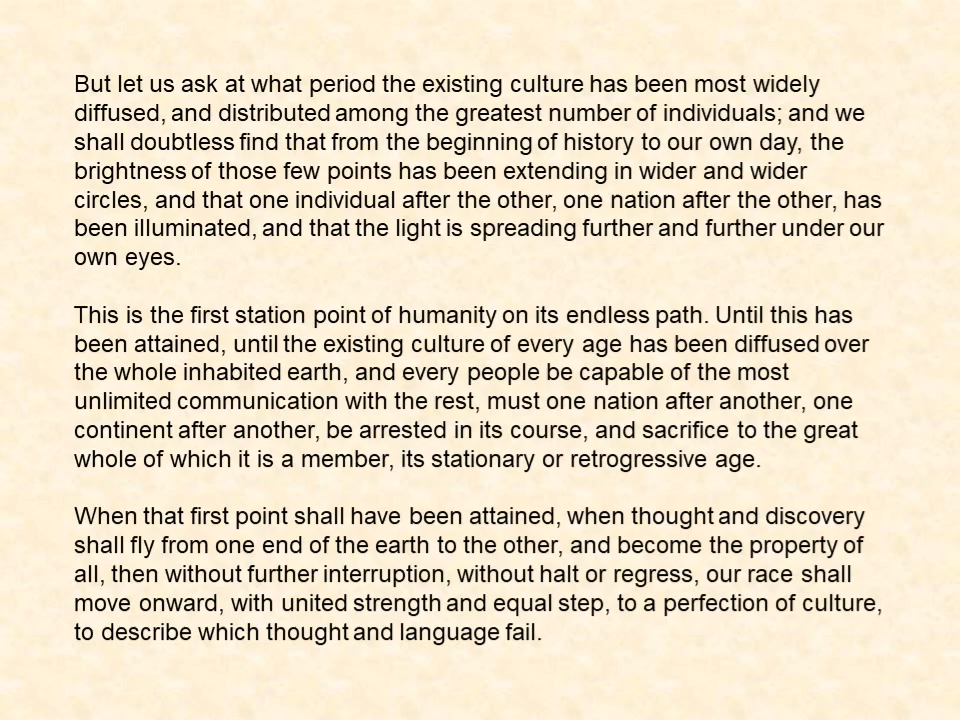 But let us ask at what period the existing culture has been most widely
diffused, and distributed among the greatest number of individuals; and we
shall doubtless find that from the beginning of history to our own day, the
brightness of those few points has been extending in wider and wider
circles, and that one individual after the other, one nation after the other, has
been illuminated, and that the light is spreading further and further under our
own eyes.
This is the first station point of humanity on its endless path. Until this has
been attained, until the existing culture of every age has been diffused over
the whole inhabited earth, and every people be capable of the most
unlimited communication with the rest, must one nation after another, one
continent after another, be arrested in its course, and sacrifice to the great
whole of which it is a member, its stationary or retrogressive age.
When that first point shall have been attained, when thought and discovery
shall fly from one end of the earth to the other, and become the property of
all, then without further interruption, without halt or regress, our race shall
move onward, with united strength and equal step, to a perfection of culture,
to describe which thought and language fail.